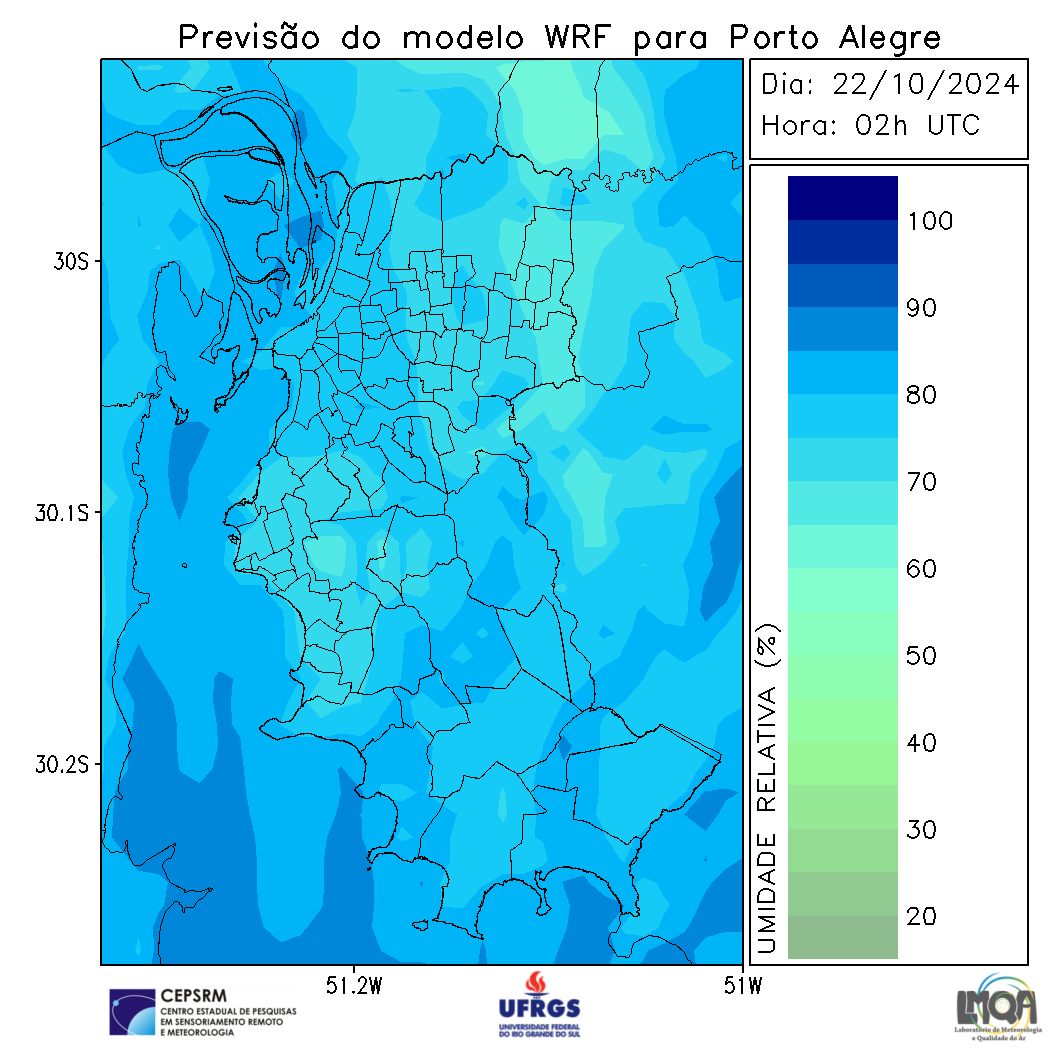 Previsão do modelo WRF para Porto Alegre
Dia: 22/10/2024
Hora: 02h UTC
30S
30.1S
30.2S
51.2W
51W
100
90
80
70
60
50
40
30
20
UMIDADE RELATIVA (%)
CEPSRM
CENTRO ESTADUAL DE PESQUISAS
EM SENSORIAMENTO REMOTO
E METEOROLOGIA
UFRGS
UNIVERSIDADE FEDERAL
DO RIO GRANDE DO SUL
LMQA
Laboratório de Meteorologia
e Qualidade do Ar